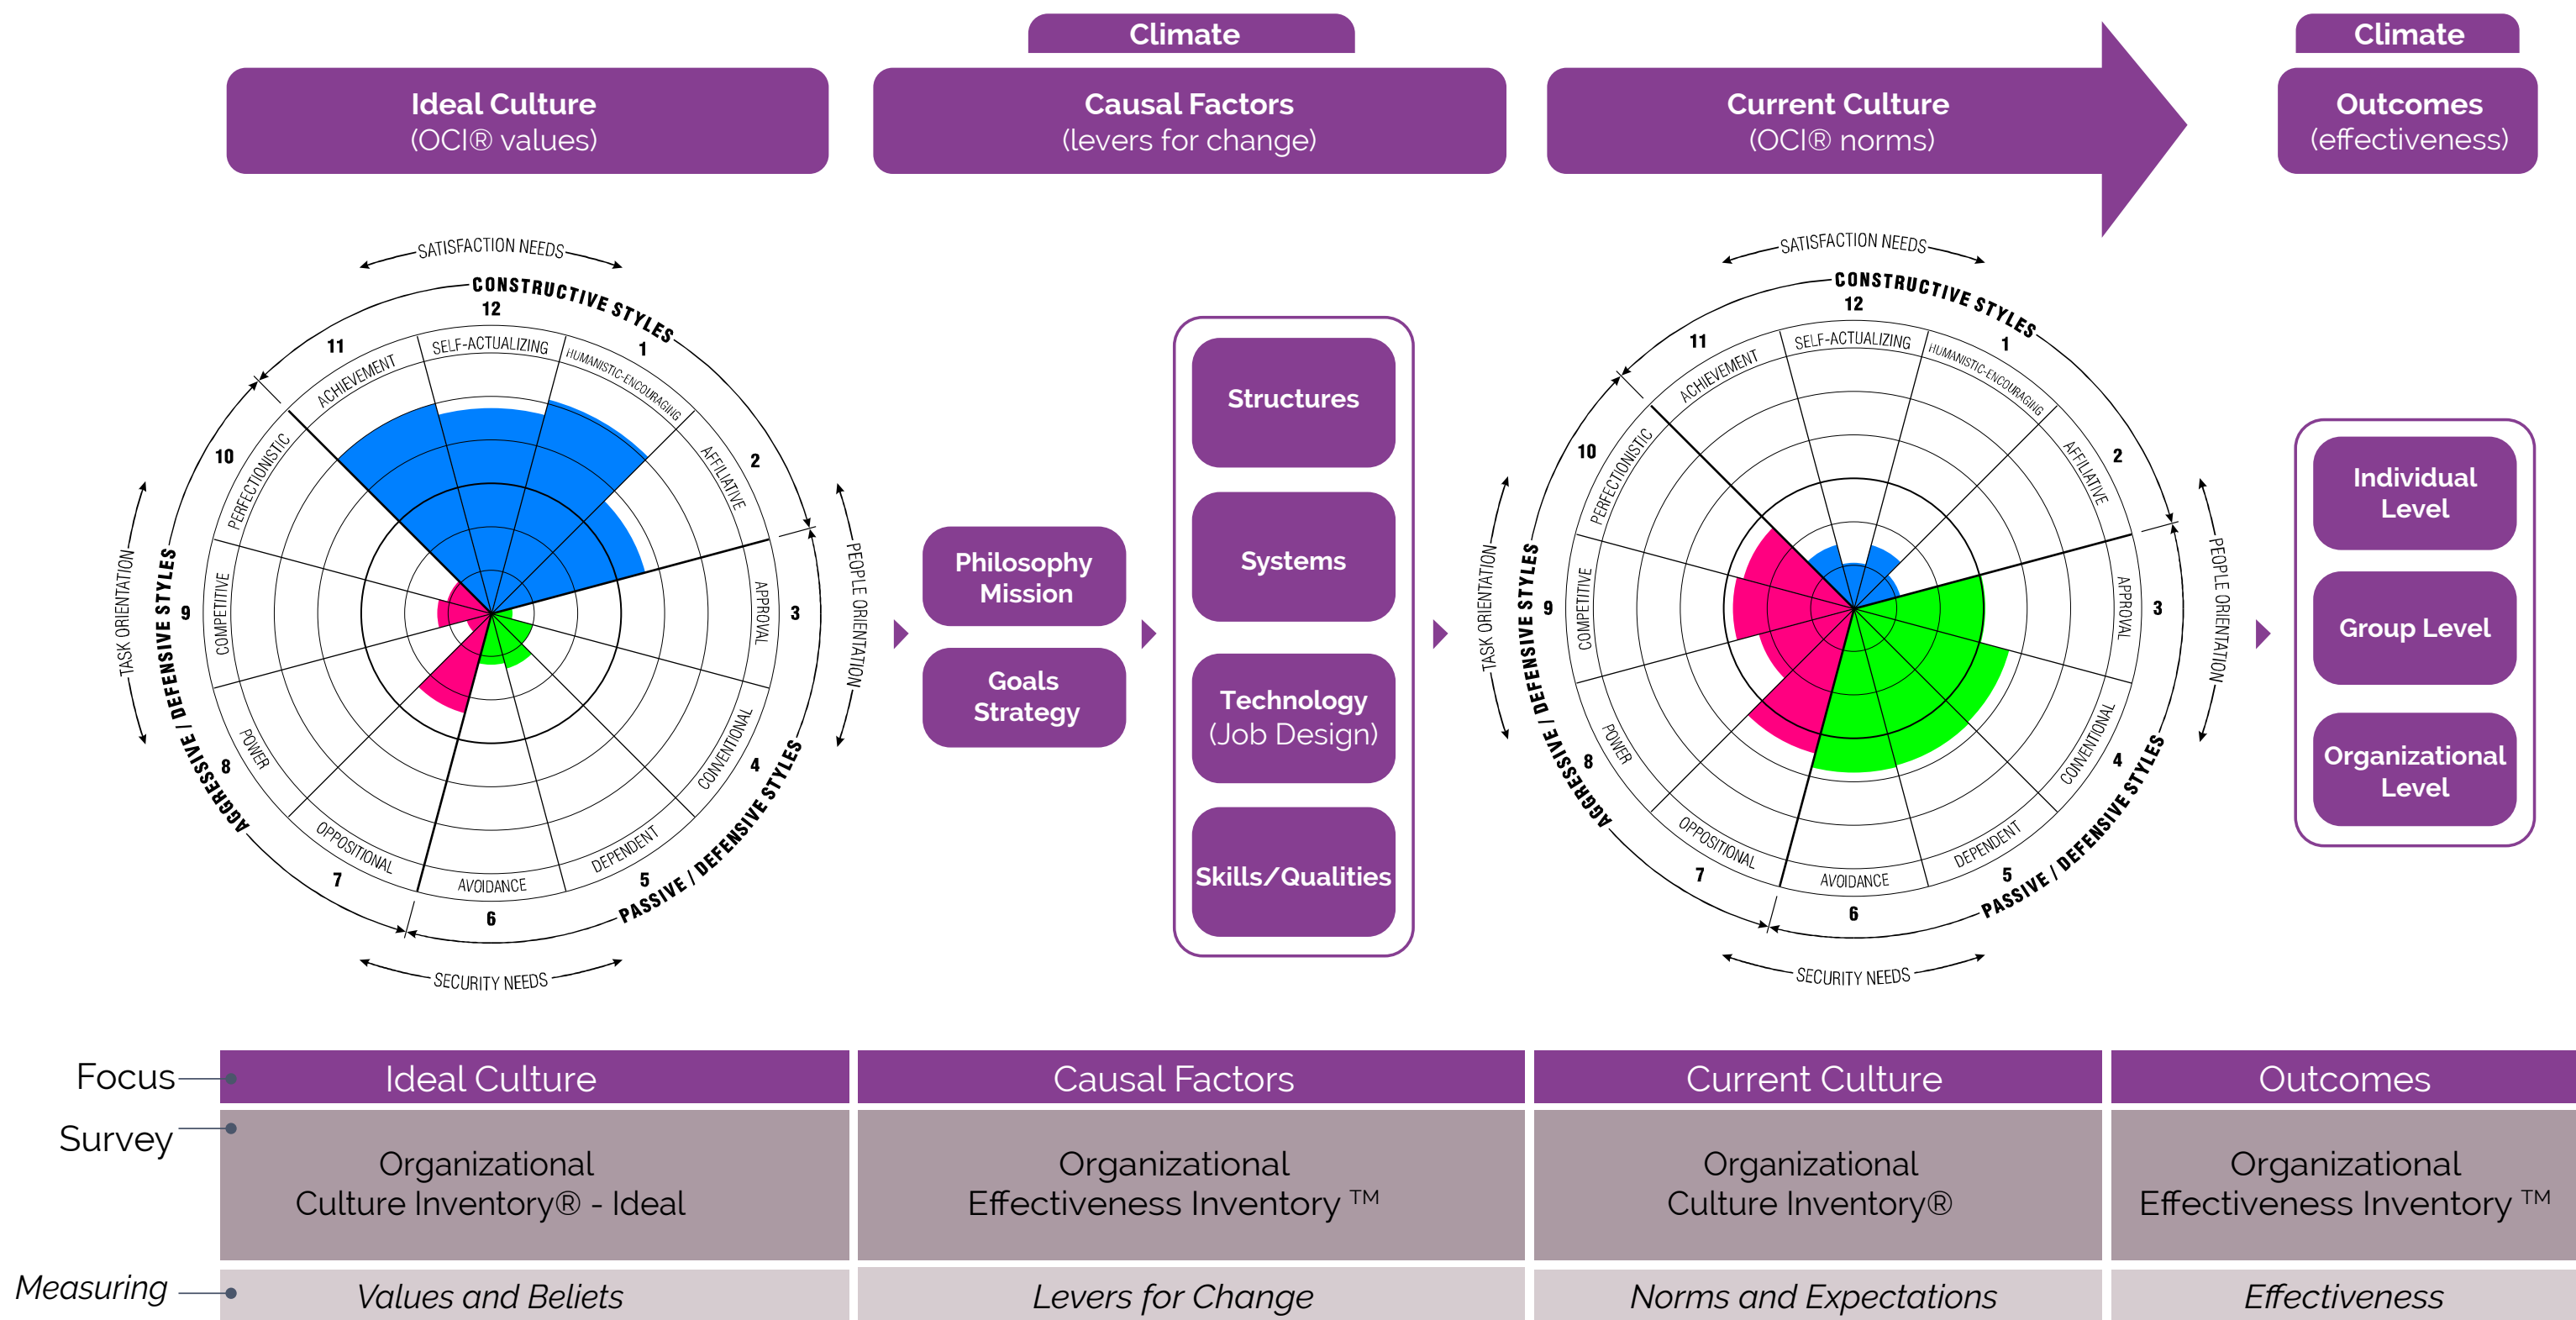 Climate
Climate
Ideal Culture
(OCI® values)
Causal Factors
(levers for change)
Current Culture
(OCI® norms)
Outcomes
(effectiveness)
SATISFACTION NEEDS
CONSTRUCTIVE STYLES
12
11
1
SELF-ACTUALIZING
ACHIEVEMENT
HUMANISTIC-ENCOURAGING
10
2
PERFECTIONISTIC
AFFILIATIVE
TASK ORIENTATION
PEOPLE ORIENTATION
9
COMPETITIVE
APPROVAL
3
AGGRESSIVE / DEFENSIVE STYLES
8
POWER
CONVENTIONAL
4
OPPOSITIONAL
DEPENDENT
7
AVOIDANCE
5
PASSIVE / DEFENSIVE STYLES
6
SECURITY NEEDS
Philosophy
Mission
Goals
Strategy
Structures
Systems
Technology
(Job Design)
Skills/Qualities
SATISFACTION NEEDS
CONSTRUCTIVE STYLES
12
11
1
SELF-ACTUALIZING
ACHIEVEMENT
HUMANISTIC-ENCOURAGING
10
2
PERFECTIONISTIC
AFFILIATIVE
TASK ORIENTATION
PEOPLE ORIENTATION
9
COMPETITIVE
APPROVAL
3
AGGRESSIVE / DEFENSIVE STYLES
8
POWER
CONVENTIONAL
4
OPPOSITIONAL
DEPENDENT
7
AVOIDANCE
5
PASSIVE / DEFENSIVE STYLES
6
SECURITY NEEDS
Individual
Level
Group Level
Organizational
Level
Focus
Ideal Culture
Causal Factors
Current Culture
Outcomes
Survey
Organizational
Culture Inventory® - Ideal
Organizational
Effectiveness Inventory ™
Organizational
Culture Inventory®
Organizational
Effectiveness Inventory ™
Measuring
Values and Beliefs
Levers for Change
Norms and Expectations
Effectiveness